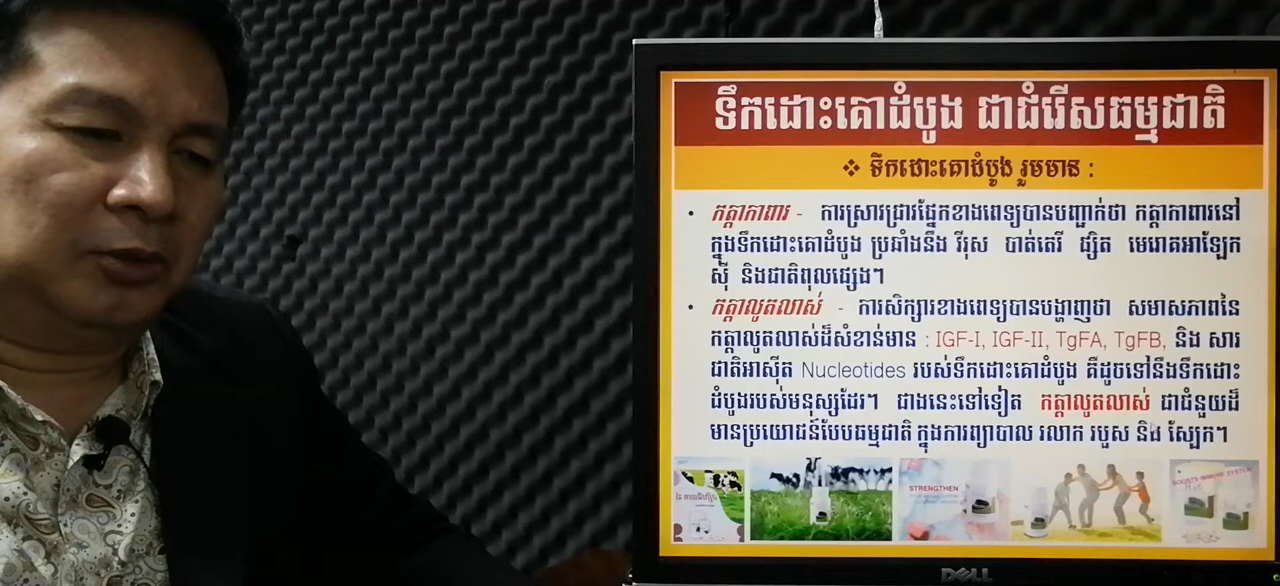 ទឹកដោះគោដំបូង ជាជំរើសធម្មជាតិ
❖ ទឹកដោះគោដំបូង រួមមាន :
• កត្តាការពារ - ការស្រាវជ្រាវផ្នែកខាងពេទ្យបានបញ្ជាក់ថា កត្តាការពារនៅ
ក្នុងទឹកដោះគោដំបូង ប្រឆាំងនឹង វីរុស បាក់តេរី ផ្សិត មេរោគអាឡែក
ស៊ី និងជាតិពុលផ្សេងៗ
• កត្តាលូតលាស់ - ការសិក្សាខាងពេទ្យបានបង្ហាញថា សមាសភាពនៃ
កត្តាលូតលាស់ដ៏សំខាន់មាន : IGF-I, IGF-II, TgFA, TgFB, និង សារ
ជាតិអាស៊ីត Nucleotides របស់ទឹកដោះគោដំបូង គឺដូចទៅនឹងទឹកដោះ
ដំបូងរបស់មនុស្សដែរ។ ជាងនេះទៅទៀត កត្តាលូតលាស់ ជាជំនួយដ៏
មានប្រយោជន៍បែបធម្មជាតិ ក្នុងការព្យាបាល រលាក របួស និង ស្បែក។
STRENGTHEN
BOOSTS IMMUNE SYSTEM
DELL